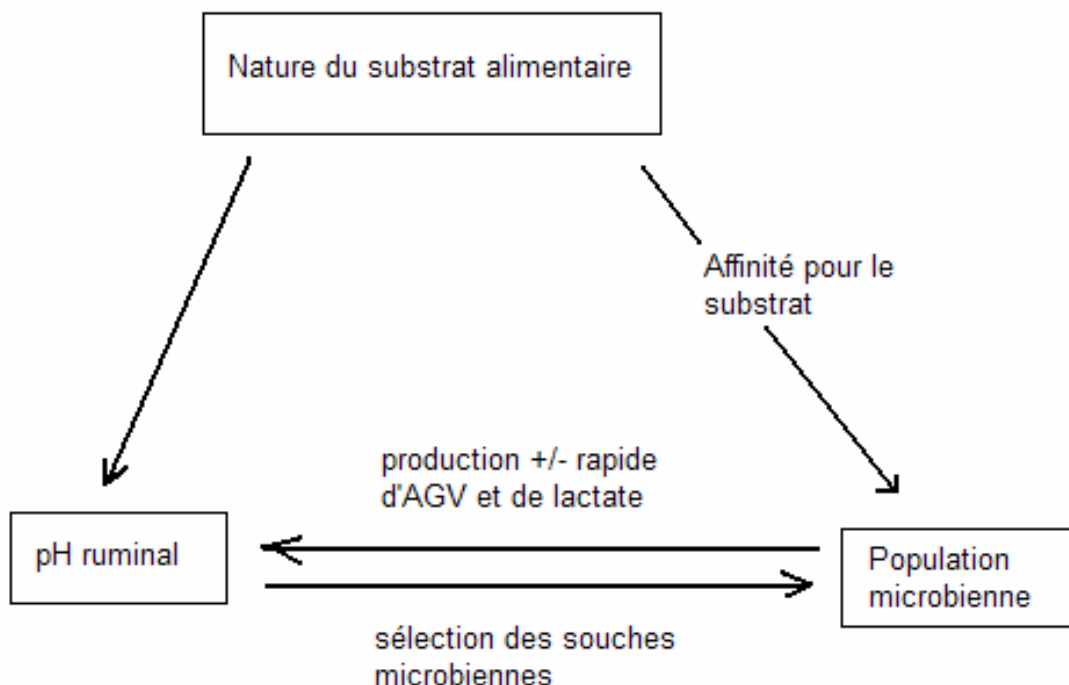 Nature du substrat alimentaire
Affinité pour le
substrat
production +/- rapide
d'AGV et de lactate
pH ruminal
Population
microbienne
sélection des souches
microbiennes